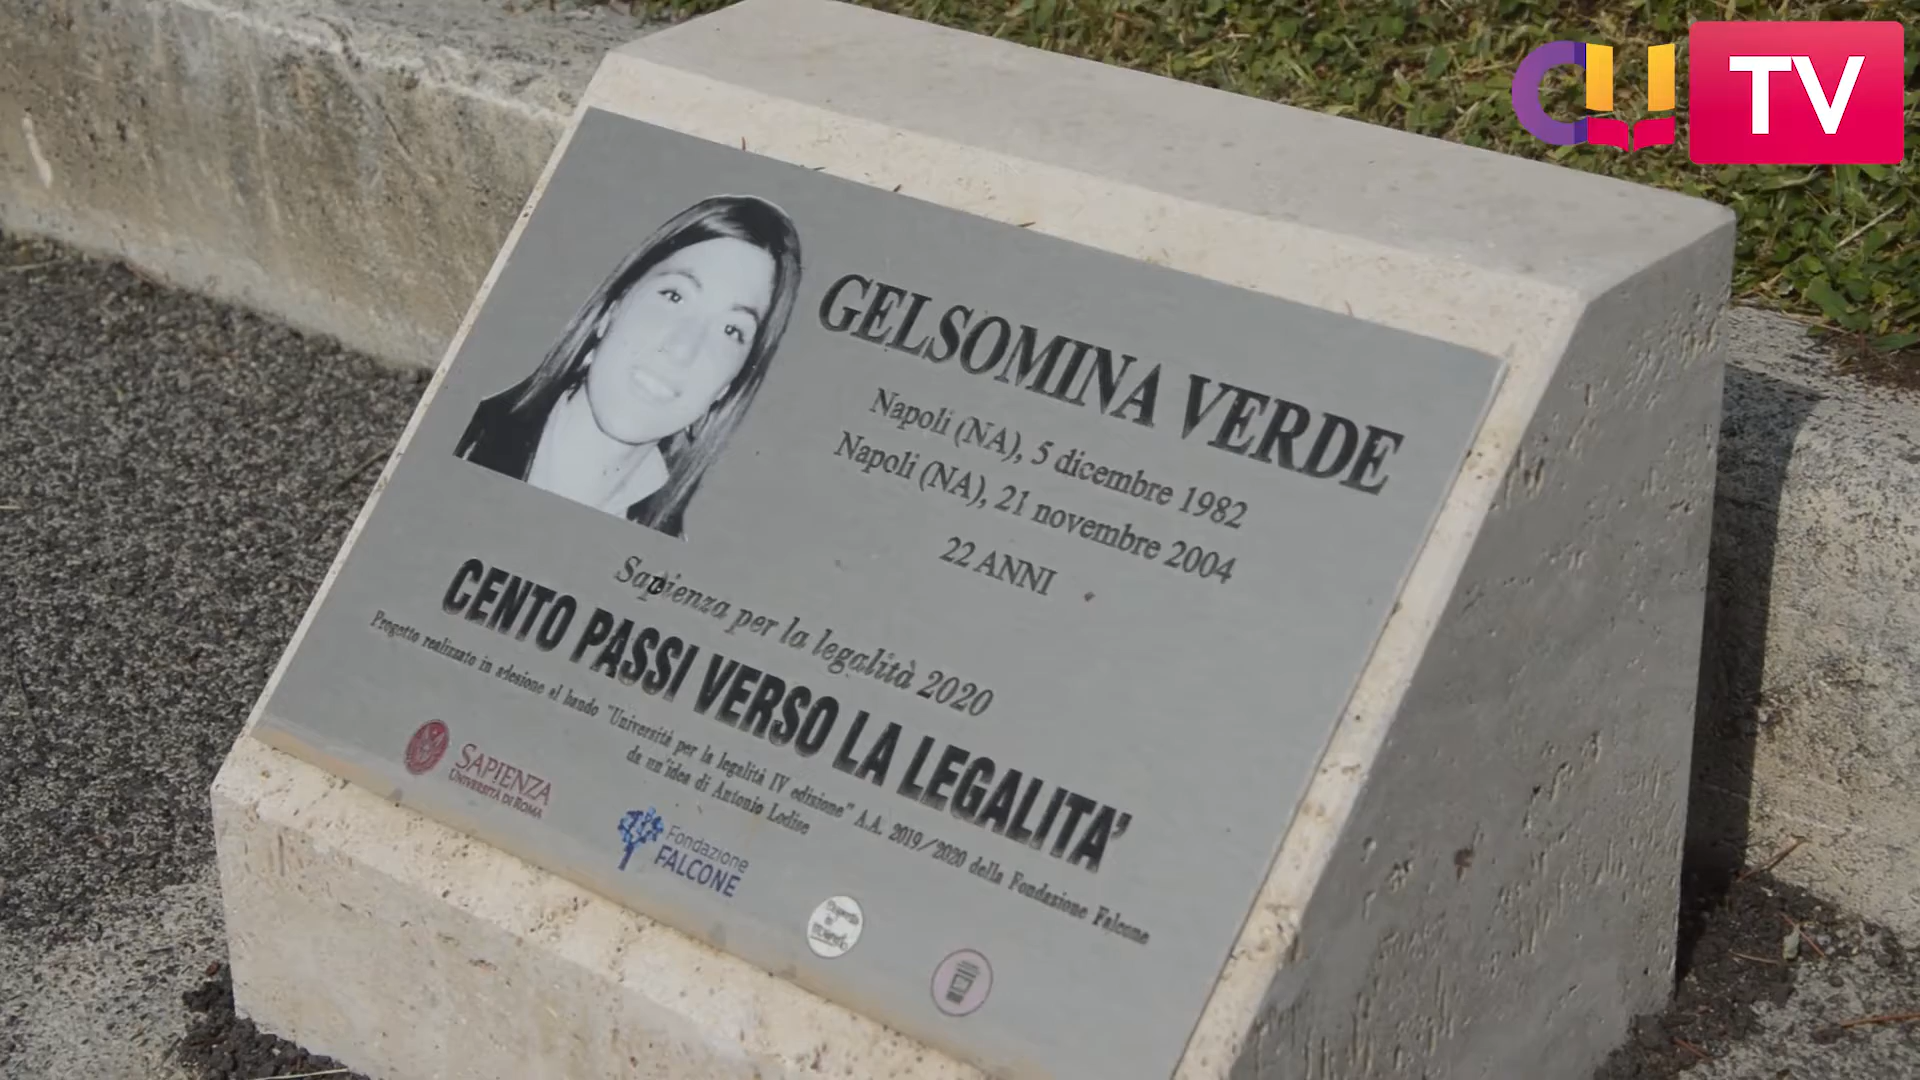 CU TV
GELSOMINA VERDE
Napoli (NA), 5 dicembre 1982
Napoli (NA), 21 novembre 2004
22 ANNI
Sapienza per la legalità 2020
CENTO PASSI VERSO LA LEGALITA'
Progetto realizzato in adesione al bando "Università per la legalità IV edizione" A.A. 2019/2020 della Fondazione Falcone
da un'idea di Antonio Lodise
SAPIENZA
UNIVERSITÀ DI ROMA
Fondazione
FALCONE